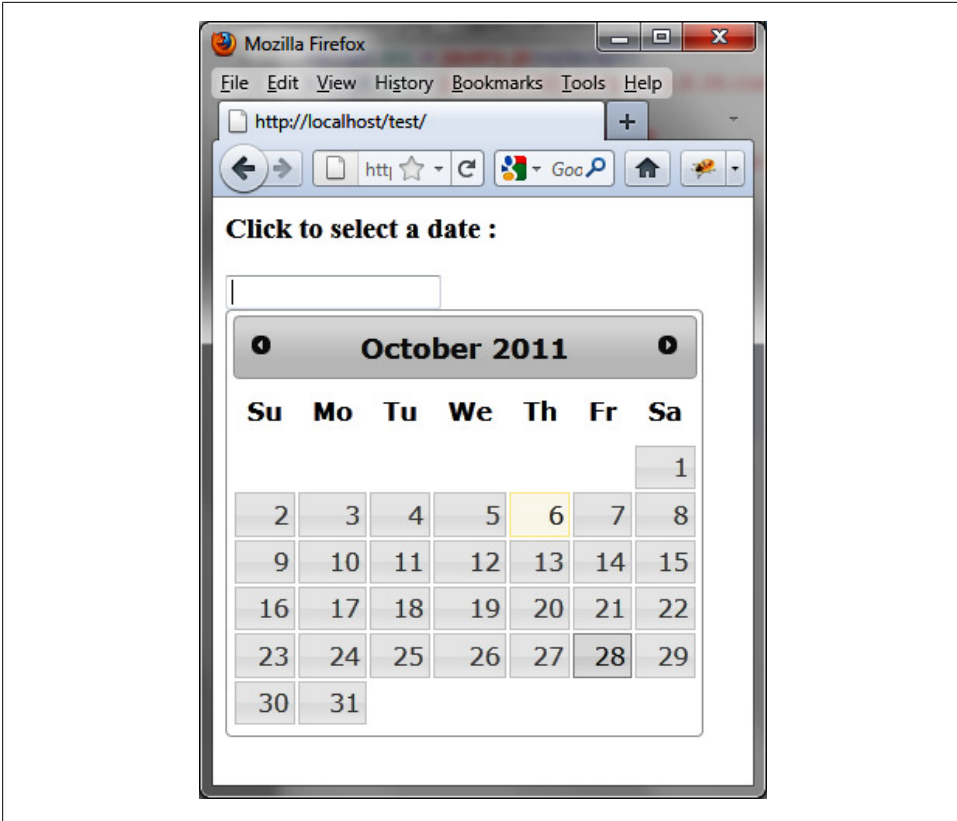 Mozilla Firefox
File Edit View History Bookmarks Tools Help
http://localhost/test/ +
htt Goo
Click to select a date :
October 2011
Su Mo Tu We Th Fr Sa
1
2 3 4 5 6 7 8
9 10 11 12 13 14 15
16 17 18 19 20 21 22
23 24 25 26 27 28 29
30 31